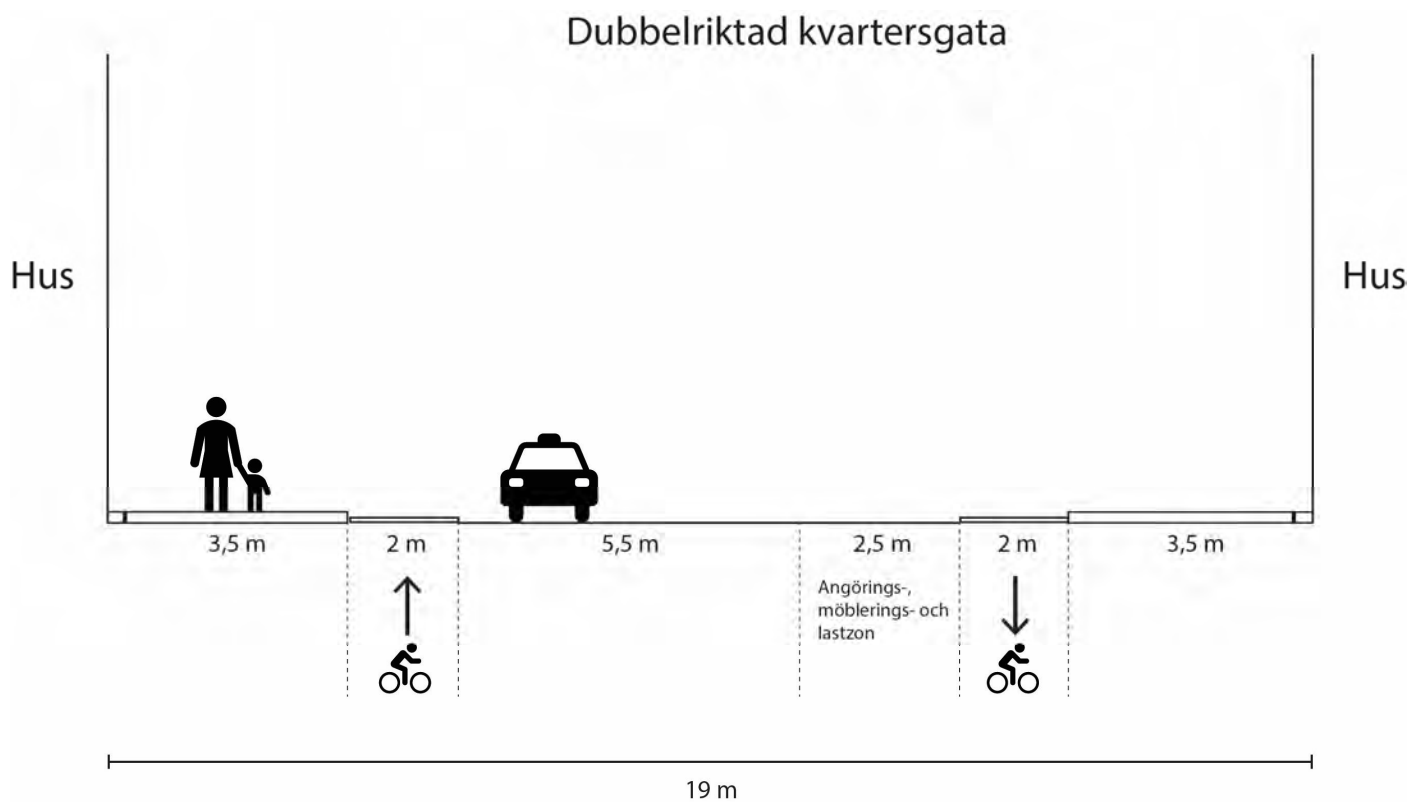 Dubbelriktad kvartersgata
Hus
Hus
3,5 m
2 m
5,5 m
2,5 m
2 m
3,5 m
Angörings-,
möblerings- och
lastzon
19 m